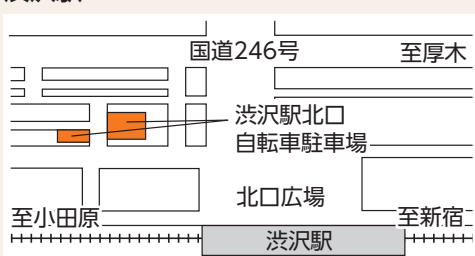 国道246号
至厚木
渋沢駅北口
自転車駐車場
北口広場
至小田原
至新宿
渋沢駅